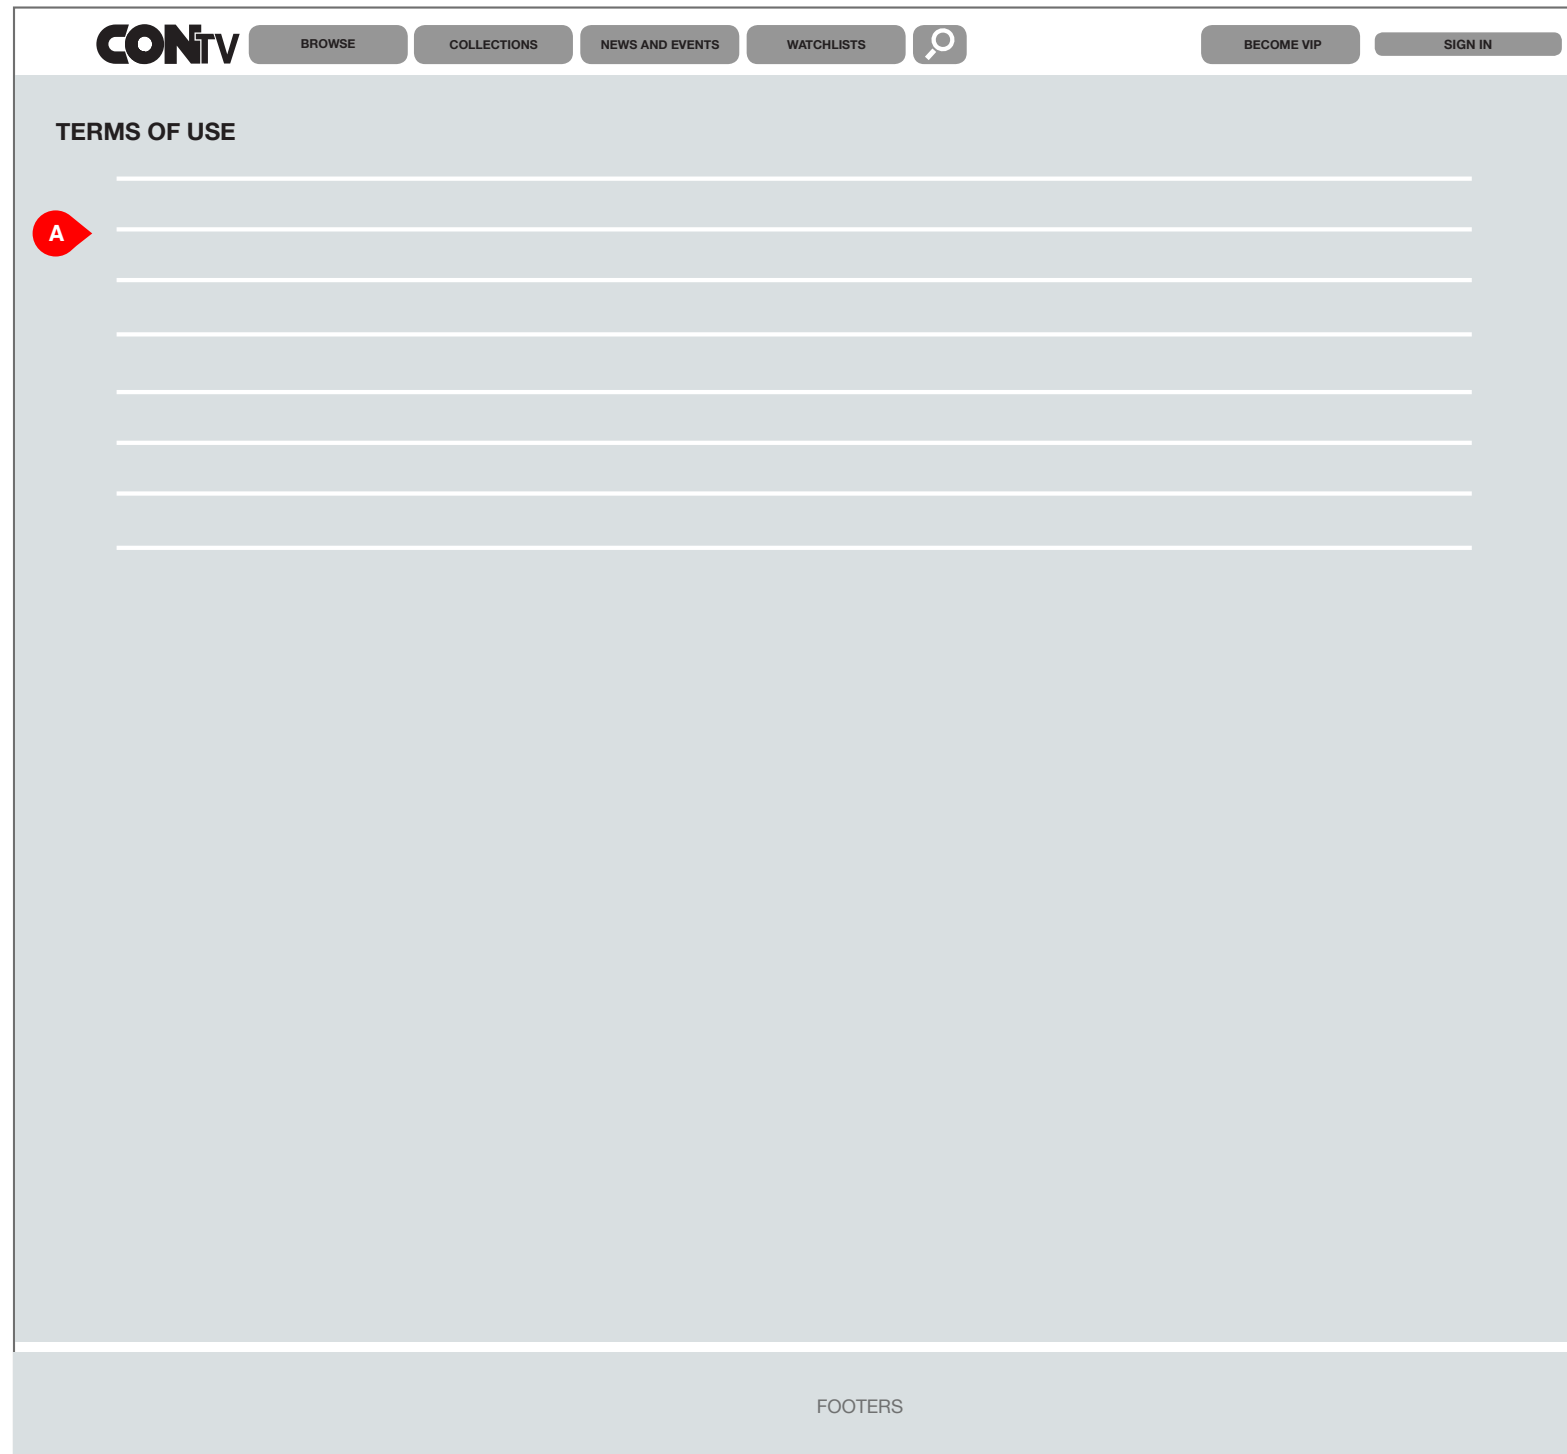 CONTV
BROWSE
COLLECTIONS
NEWS AND EVENTS
WATCHLISTS
BECOME VIP
SIGN IN
TERMS OF USE
A
FOOTERS